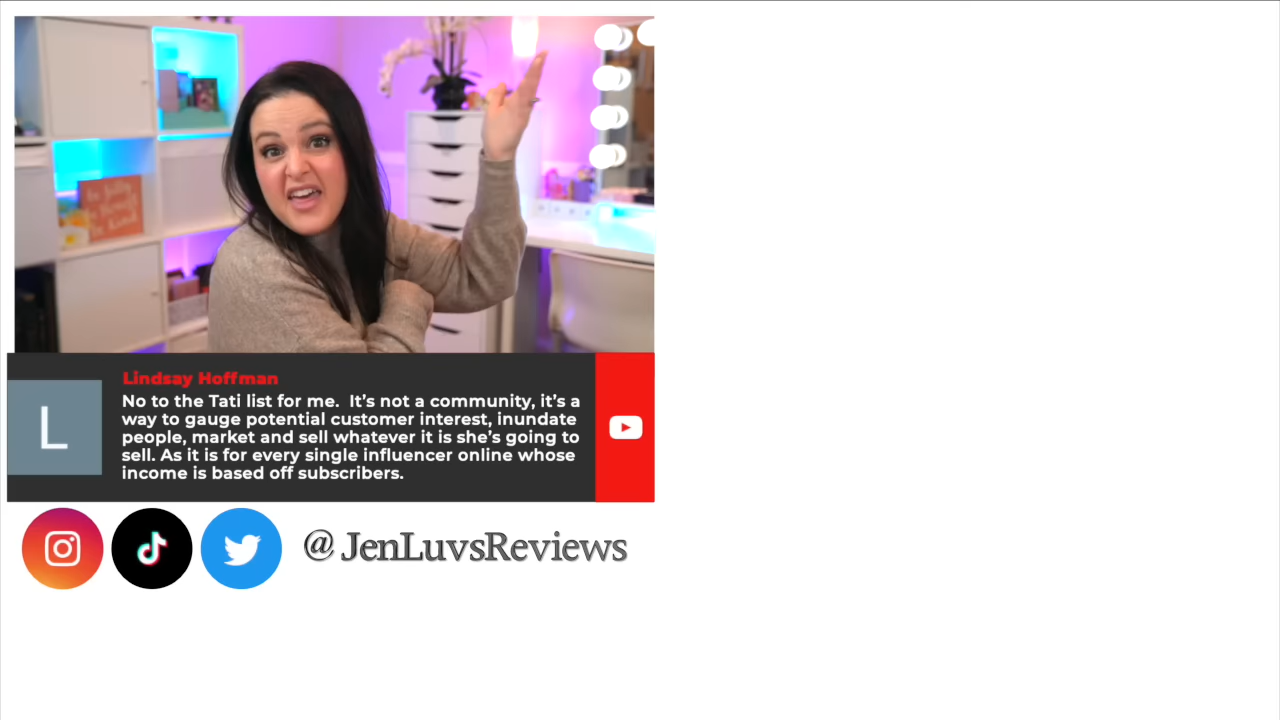 Lindsay Hoffman
No to the Tati list for me.  It's not a community, it's a
way to gauge potential customer interest, inundate
people, market and sell whatever it is she's going to
sell. As it is for every single influencer online whose
income is based off subscribers.
L
@JenLuvsReviews